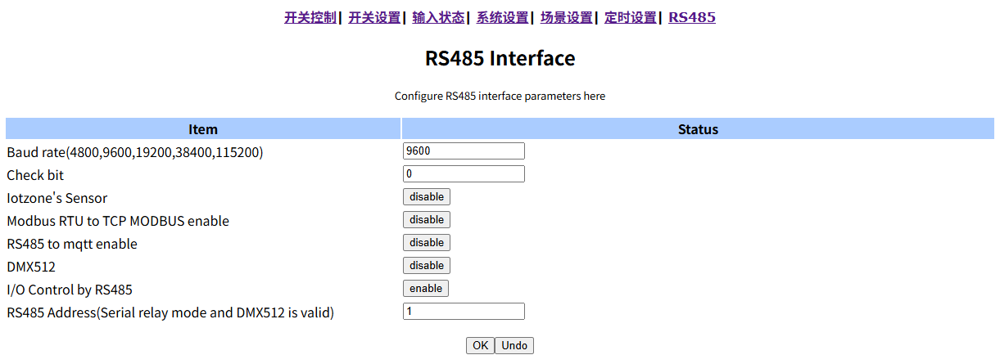 开关控制| 开关设置| 输入状态| 系统设置| 场景设置| 定时设置| RS485
RS485 Interface
Configure RS485 interface parameters here
Item Status
Baud rate(4800,9600,19200,38400,115200) 9600
Check bit 0
Iotzone's Sensor disable
Modbus RTU to TCP MODBUS enable disable
RS485 to mqtt enable disable
DMX512 disable
I/O Control by RS485 enable
RS485 Address(Serial relay mode and DMX512 is valid) 1
OK Undo